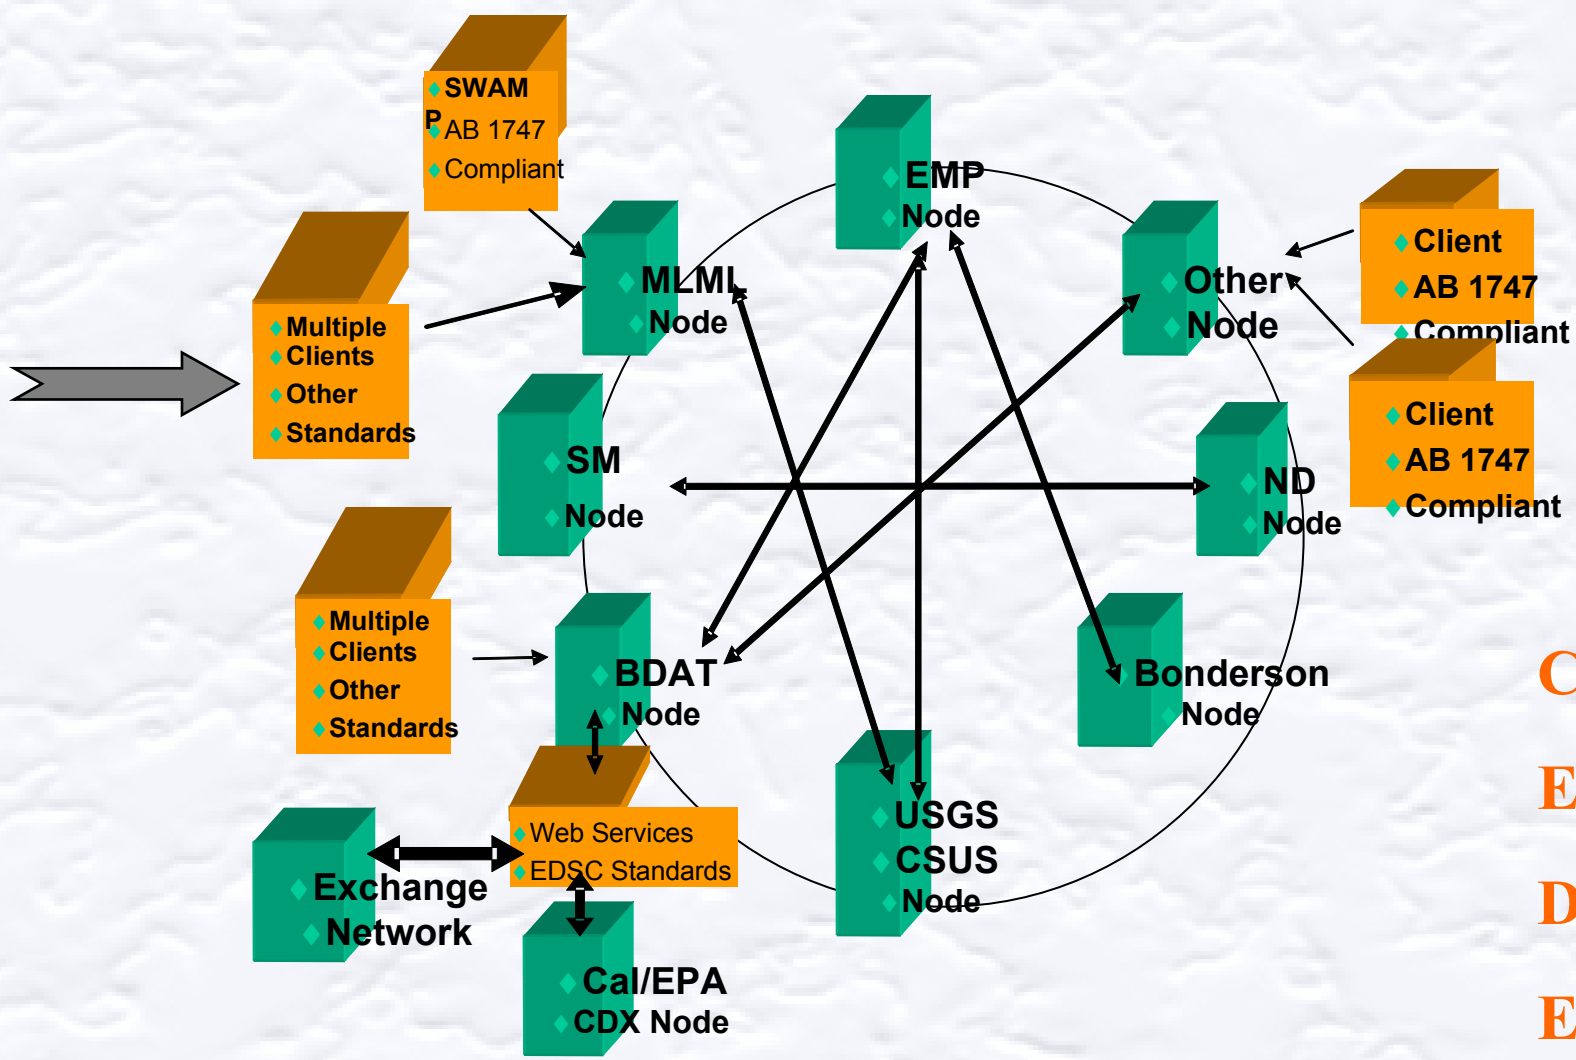 SWAM
P
AB 1747
Compliant
EMP
Node
Multiple
Clients
Other
Standards
MLML
Node
Other
Node
Client
AB 1747
Compliant
Client
AB 1747
Compliant
SM
Node
ND
Node
Multiple
Clients
Other
Standards
BDAT
Node
Bonderson
Node
Web Services
EDSC Standards
USGS
CSUS
Node
Exchange
Network
Cal/EPA
CDX Node
C
E
D
E